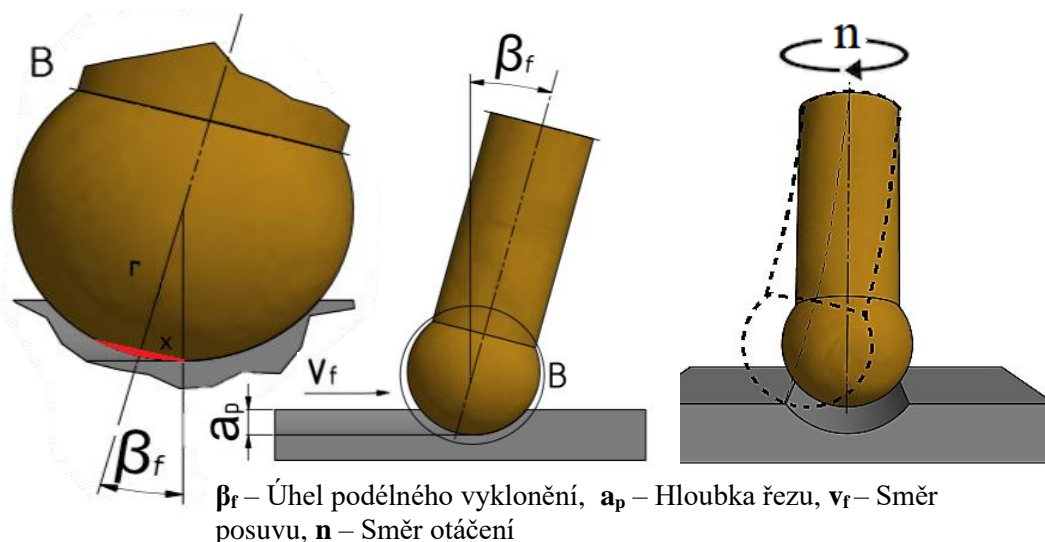 B
r
x
βf
βf
B
vf
ap
n
βf – Úhel podélného vyklonění, ap – Hloubka řezu, vf – Směr
posuvu, n – Směr otáčení